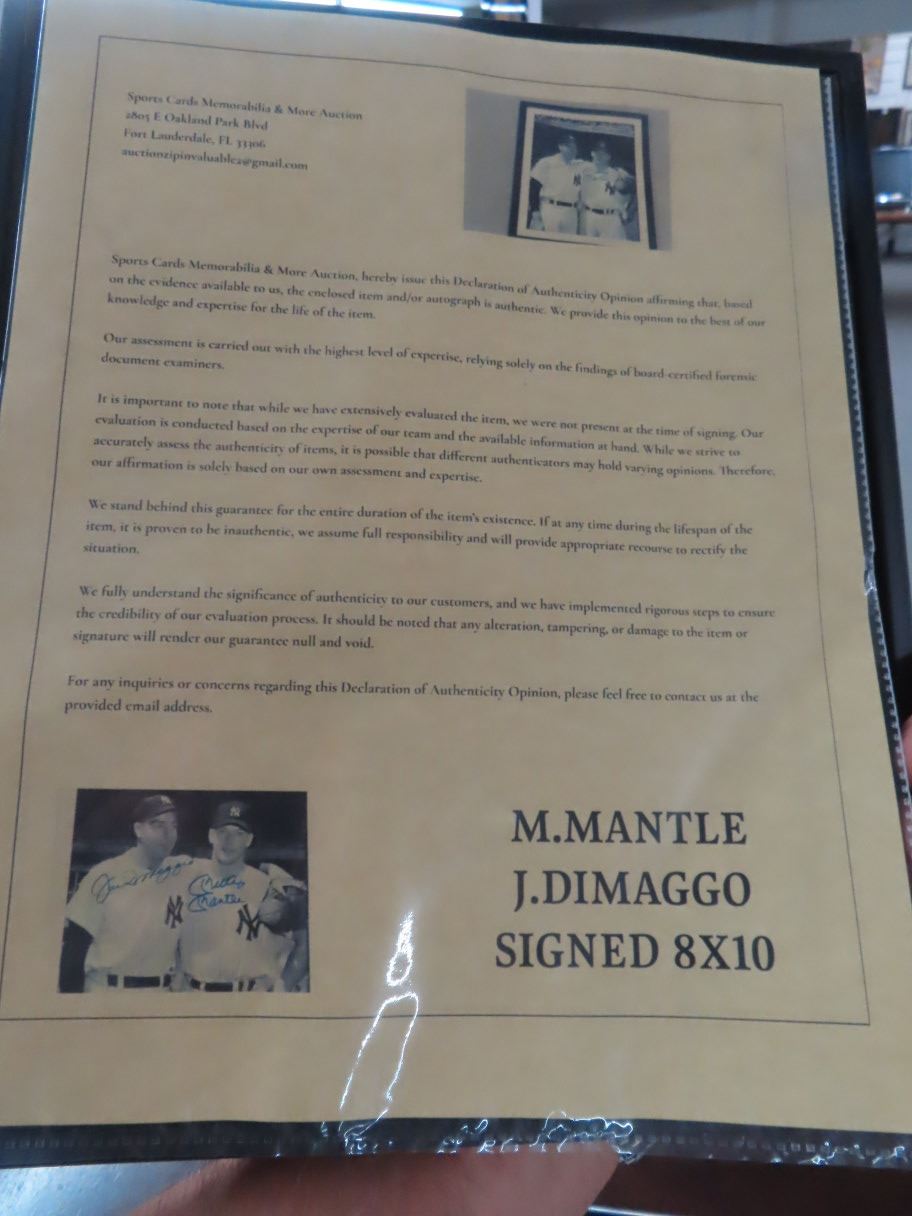 Sports Cards Memorabilia & More Auction
2805 E Oakland Park Blvd
Fort Lauderdale, FL 33306
auctionzipinvaluable2@gmail.com
Sports Cards Memorabilia & More Auction, hereby issue this Declaration of Authenticity Opinion affirming that, based
on the evidence available to us, the enclosed item and/or autograph is authentic. We provide this opinion to the best of our
knowledge and expertise for the life of the item.
Our assessment is carried out with the highest level of expertise, relying solely on the findings of board-certified forensic
document examiners.
It is important to note that while we have extensively evaluated the item, we were not present at the time of signing. Our
evaluation is conducted based on the expertise of our team and the available information at hand. While we strive to
accurately assess the authenticity of items, it is possible that different authenticators may hold varying opinions. Therefore,
our affirmation is solely based on our own assessment and expertise.
We stand behind this guarantee for the entire duration of the item's existence. If at any time during the lifespan of the
item, it is proven to be inauthentic, we assume full responsibility and will provide appropriate recourse to rectify the
situation.
We fully understand the significance of authenticity to our customers, and we have implemented rigorous steps to ensure
the credibility of our evaluation process. It should be noted that any alteration, tampering, or damage to the item or
signature will render our guarantee null and void.
For any inquiries or concerns regarding this Declaration of Authenticity Opinion, please feel free to contact us at the
provided email address.
Mickey
Mantle
NY
NY
M.MANTLE
J.DIMAGGO
SIGNED 8X10